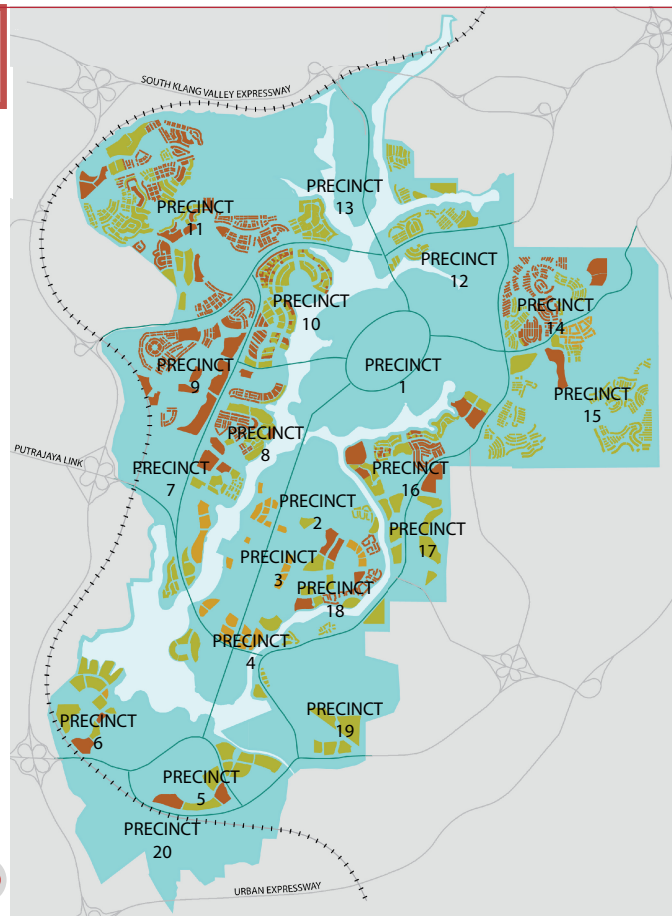 SOUTH KLANG VALLEY EXPRESSWAY
PRECINCT
13
PRECINCT
11
PRECINCT
12
PRECINCT
10
PRECINCT
14
PRECINCT
9
PRECINCT
1
PRECINCT
15
PRECINCT
8
PUTRAJAYA LINK
PRECINCT
7
PRECINCT
16
PRECINCT
2
PRECINCT
17
PRECINCT
3
PRECINCT
18
PRECINCT
4
PRECINCT
19
PRECINCT
6
PRECINCT
5
PRECINCT
20
URBAN EXPRESSWAY